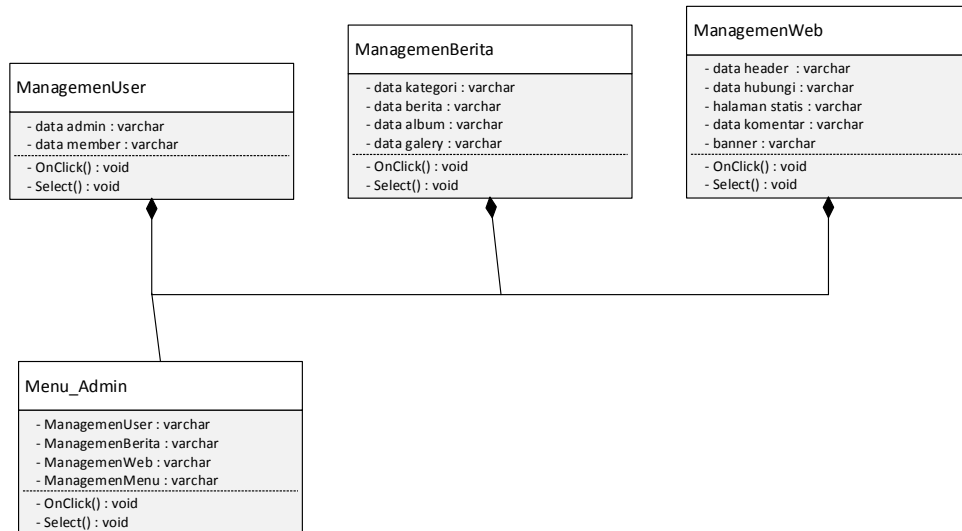 ManagemenUser
- data admin : varchar
- data member : varchar
- OnClick() : void
- Select() : void
ManagemenBerita
- data kategori : varchar
- data berita : varchar
- data album : varchar
- data galery : varchar
- OnClick() : void
- Select() : void
ManagemenWeb
- data header  : varchar
- data hubungi : varchar
- halaman statis : varchar
- data komentar : varchar
- banner : varchar
- OnClick() : void
- Select() : void
Menu_Admin
- ManagemenUser : varchar
- ManagemenBerita : varchar
- ManagemenWeb : varchar
- ManagemenMenu : varchar
- OnClick() : void
- Select() : void